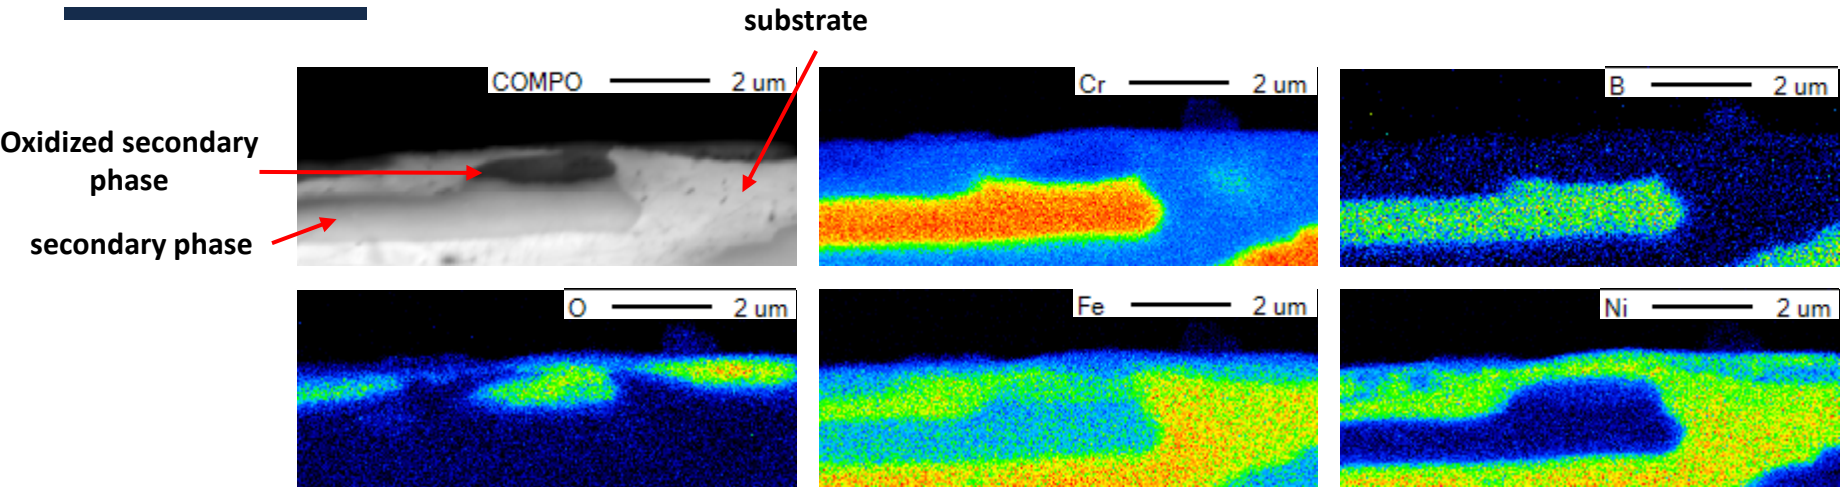 substrate
COMPO 2 um
Cr 2 um
B 2 um
Oxidized secondary
phase
secondary phase
O 2 um
Fe 2 um
Ni 2 um